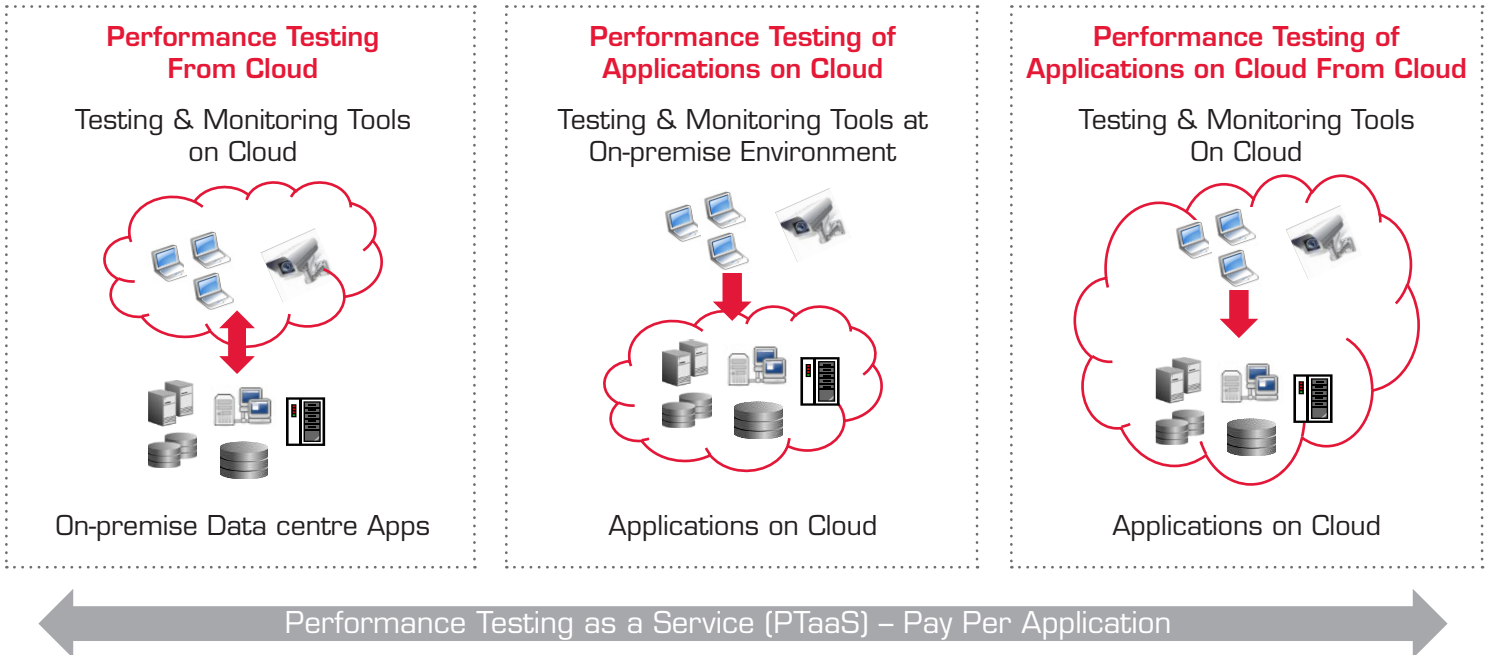 Performance Testing
From Cloud
Testing & Monitoring Tools
on Cloud
On-premise Data centre Apps
Performance Testing of
Applications on Cloud
Testing & Monitoring Tools at
On-premise Environment
Applications on Cloud
Performance Testing of
Applications on Cloud From Cloud
Testing & Monitoring Tools
On Cloud
Applications on Cloud
Performance Testing as a Service (PTaaS) – Pay Per Application